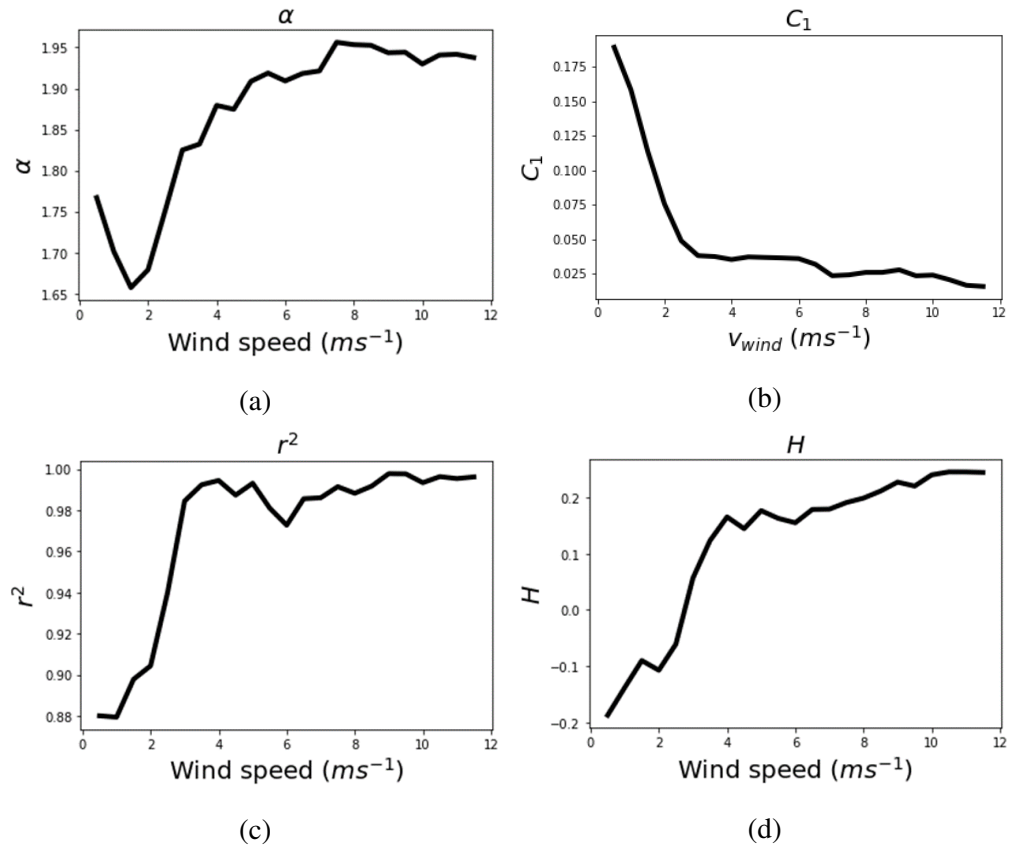 α
α
1.95
1.90
1.85
1.80
1.75
1.70
1.65
0 2 4 6 8 10 12
Wind speed (ms⁻¹)
(a)
C₁
C₁
0.175
0.150
0.125
0.100
0.075
0.050
0.025
0 2 4 6 8 10 12
v_wind (ms⁻¹)
(b)
r²
r²
1.00
0.98
0.96
0.94
0.92
0.90
0.88
0 2 4 6 8 10 12
Wind speed (ms⁻¹)
(c)
H
H
0.2
0.1
0.0
−0.1
−0.2
0 2 4 6 8 10 12
Wind speed (ms⁻¹)
(d)